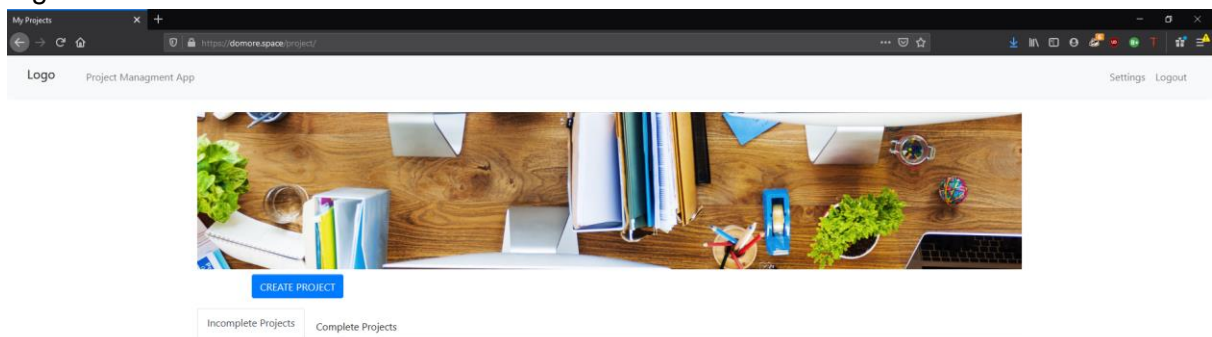 My Projects
https://domore.space/project/
Logo Project Managment App Settings Logout
CREATE PROJECT
Incomplete Projects Complete Projects